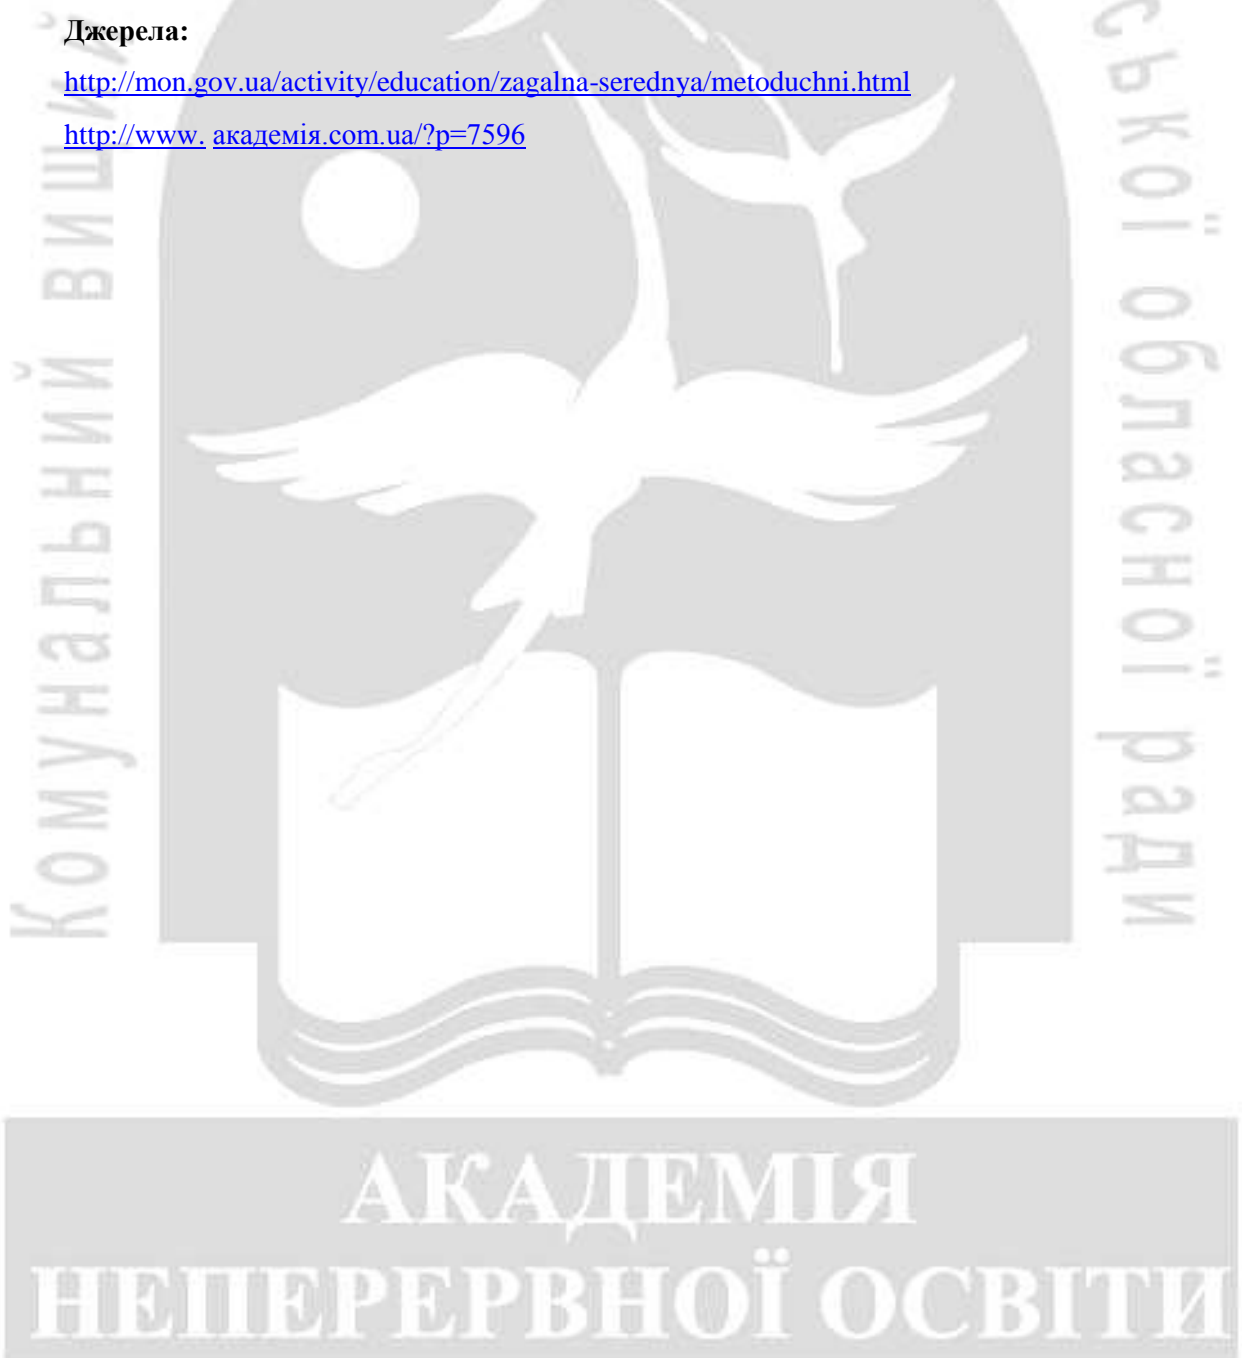 Джерела:
http://mon.gov.ua/activity/education/zagalna-serednya/metoduchni.html
http://www. академія.com.ua/?p=7596
Комунальний вищий
ської обласної ради
АКАДЕМІЯ
НЕПЕРЕРВНОЇ ОСВІТИ